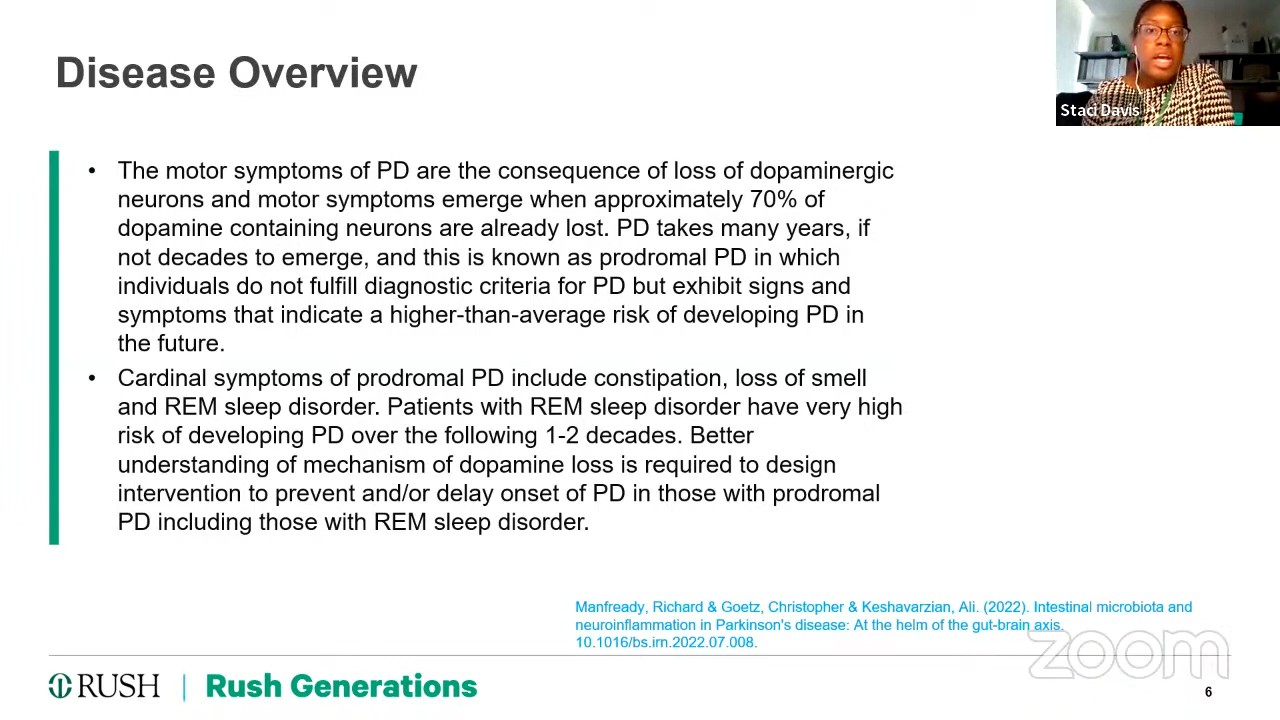 Disease Overview
Staci Davis
• The motor symptoms of PD are the consequence of loss of dopaminergic
neurons and motor symptoms emerge when approximately 70% of
dopamine containing neurons are already lost. PD takes many years, if
not decades to emerge, and this is known as prodromal PD in which
individuals do not fulfill diagnostic criteria for PD but exhibit signs and
symptoms that indicate a higher-than-average risk of developing PD in
the future.
• Cardinal symptoms of prodromal PD include constipation, loss of smell
and REM sleep disorder. Patients with REM sleep disorder have very high
risk of developing PD over the following 1-2 decades. Better
understanding of mechanism of dopamine loss is required to design
intervention to prevent and/or delay onset of PD in those with prodromal
PD including those with REM sleep disorder.
Manfready, Richard & Goetz, Christopher & Keshavarzian, Ali. (2022). Intestinal microbiota and
neuroinflammation in Parkinson's disease: At the helm of the gut-brain axis.
10.1016/bs.irn.2022.07.008.
zoom
RUSH | Rush Generations
6